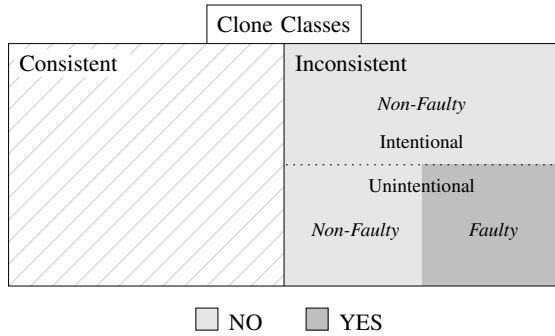 Clone Classes
Consistent
Inconsistent
Non-Faulty
Intentional
Unintentional
Non-Faulty
Faulty
NO
YES